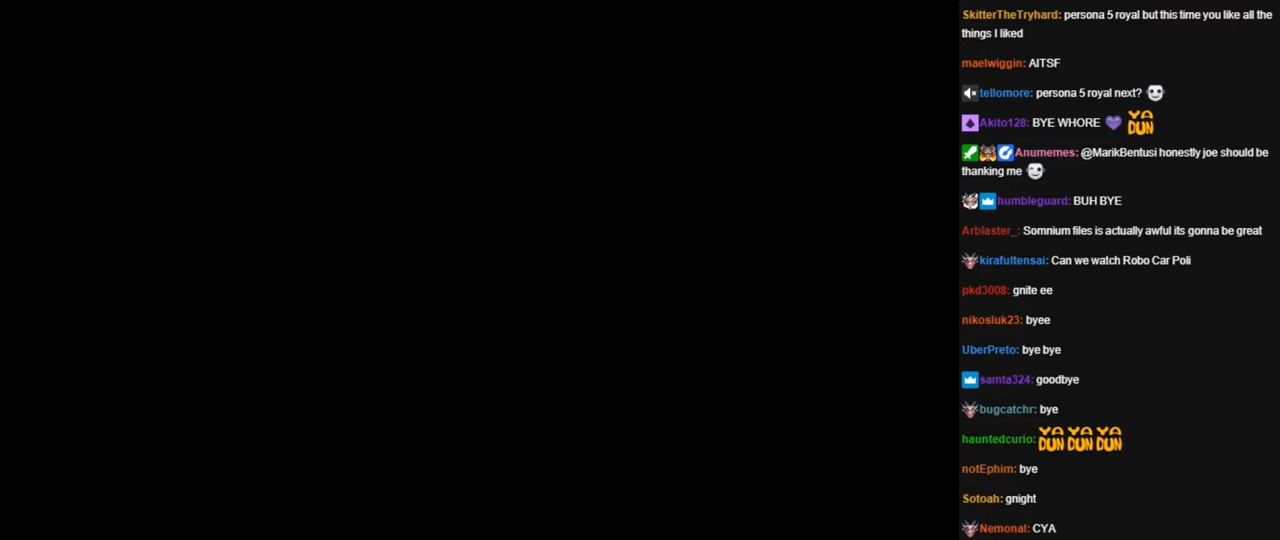 SkitterTheTryhard: persona 5 royal but this time you like all the
things I liked
maelwiggin: AITSF
tellomore: persona 5 royal next?
Akito128: BYE WHORE YA DUN
Anumemes: @MarikBentusi honestly joe should be
thanking me
humbleguard: BUH BYE
Arblaster_: Somnium files is actually awful its gonna be great
kirafultensai: Can we watch Robo Car Poli
pkd3008: gnite ee
nikosluk23: byee
UberPreto: bye bye
samta324: goodbye
bugcatchr: bye
hauntedcurio: YA DUN YA DUN YA DUN
notEphim: bye
Sotoah: gnight
Nemonal: CYA